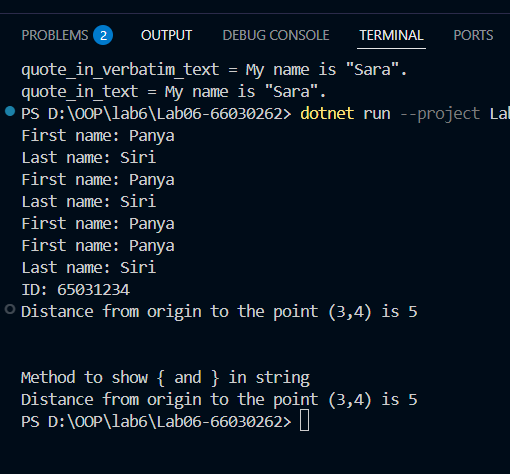 PROBLEMS 2 OUTPUT DEBUG CONSOLE TERMINAL PORTS
quote_in_verbatim_text = My name is "Sara".
quote_in_text = My name is "Sara".
PS D:\OOP\lab6\Lab06-66030262> dotnet run --project La
First name: Panya
Last name: Siri
First name: Panya
Last name: Siri
First name: Panya
First name: Panya
Last name: Siri
ID: 65031234
Distance from origin to the point (3,4) is 5
Method to show { and } in string
Distance from origin to the point (3,4) is 5
PS D:\OOP\lab6\Lab06-66030262>